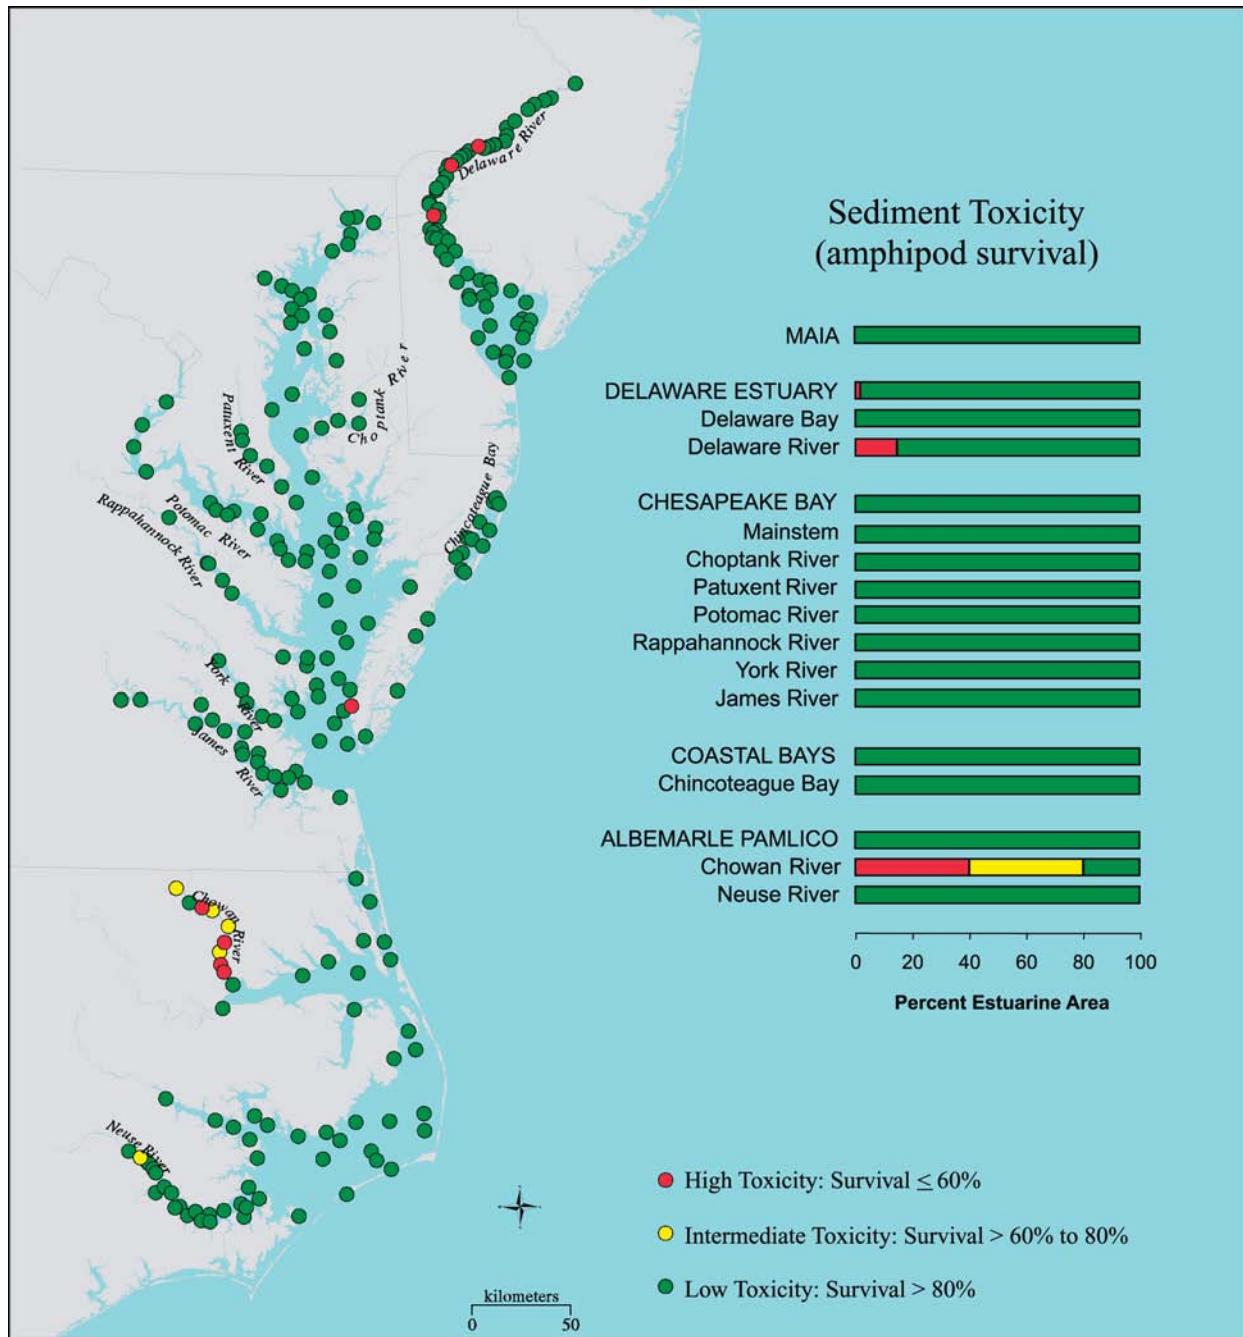 Delaware River
Choptank River
Patuxent River
Chincoteague Bay
Potomac River
Rappahannock River
York River
James River
Chowan River
Neuse River
Sediment Toxicity
(amphipod survival)
MAIA
DELAWARE ESTUARY
Delaware Bay
Delaware River
CHESAPEAKE BAY
Mainstem
Choptank River
Patuxent River
Potomac River
Rappahannock River
York River
James River
COASTAL BAYS
Chincoteague Bay
ALBEMARLE PAMLICO
Chowan River
Neuse River
0 20 40 60 80 100
Percent Estuarine Area
High Toxicity: Survival ≤ 60%
Intermediate Toxicity: Survival > 60% to 80%
Low Toxicity: Survival > 80%
kilometers
0 50